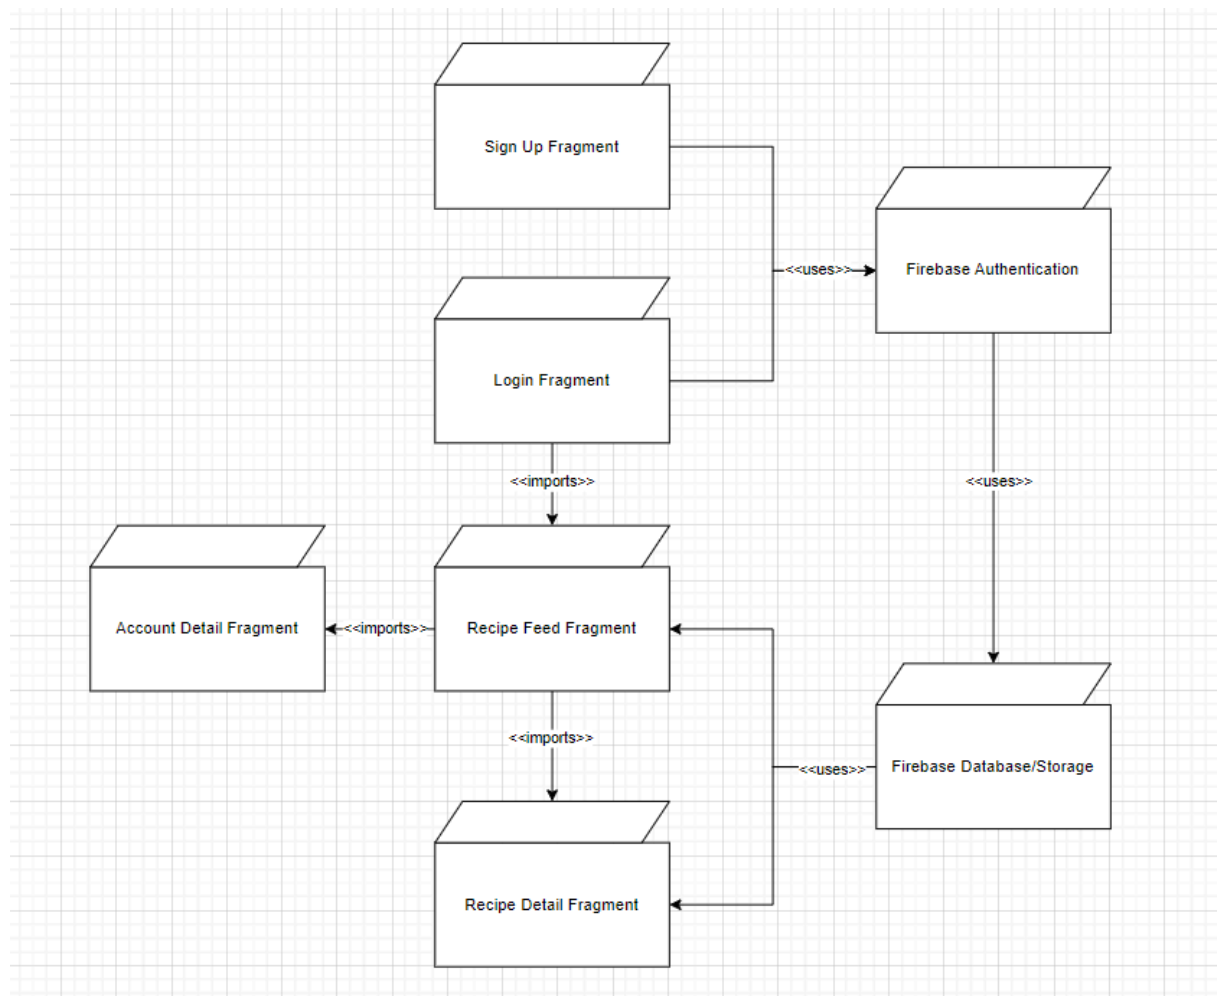 Sign Up Fragment
<<uses>>
Firebase Authentication
Login Fragment
<<imports>>
<<uses>>
Account Detail Fragment
<<imports>>
Recipe Feed Fragment
<<imports>>
<<uses>>
Firebase Database/Storage
Recipe Detail Fragment